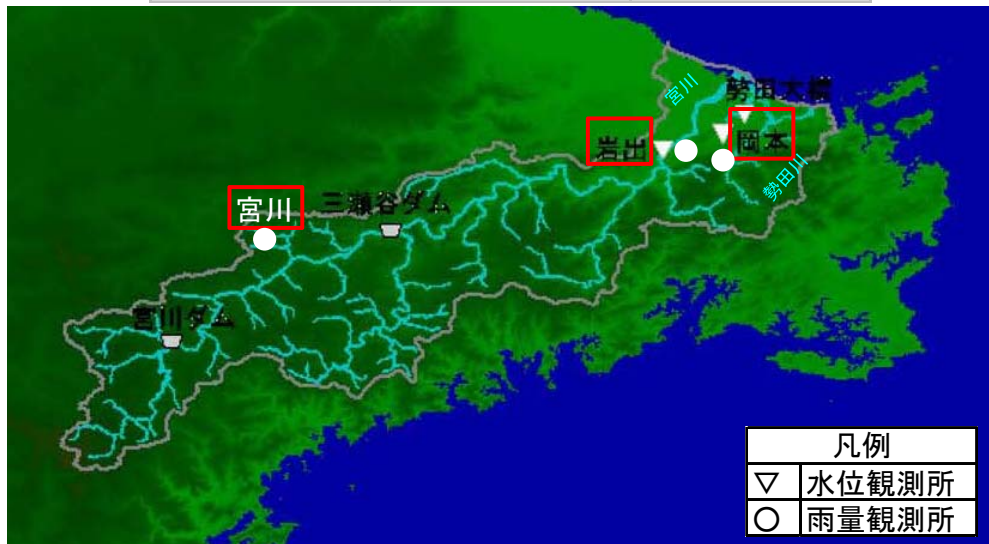 宮川
勢田大橋
岩出
岡本
勢田川
宮川
三瀬谷ダム
宮川ダム
凡例
▽ 水位観測所
○ 雨量観測所